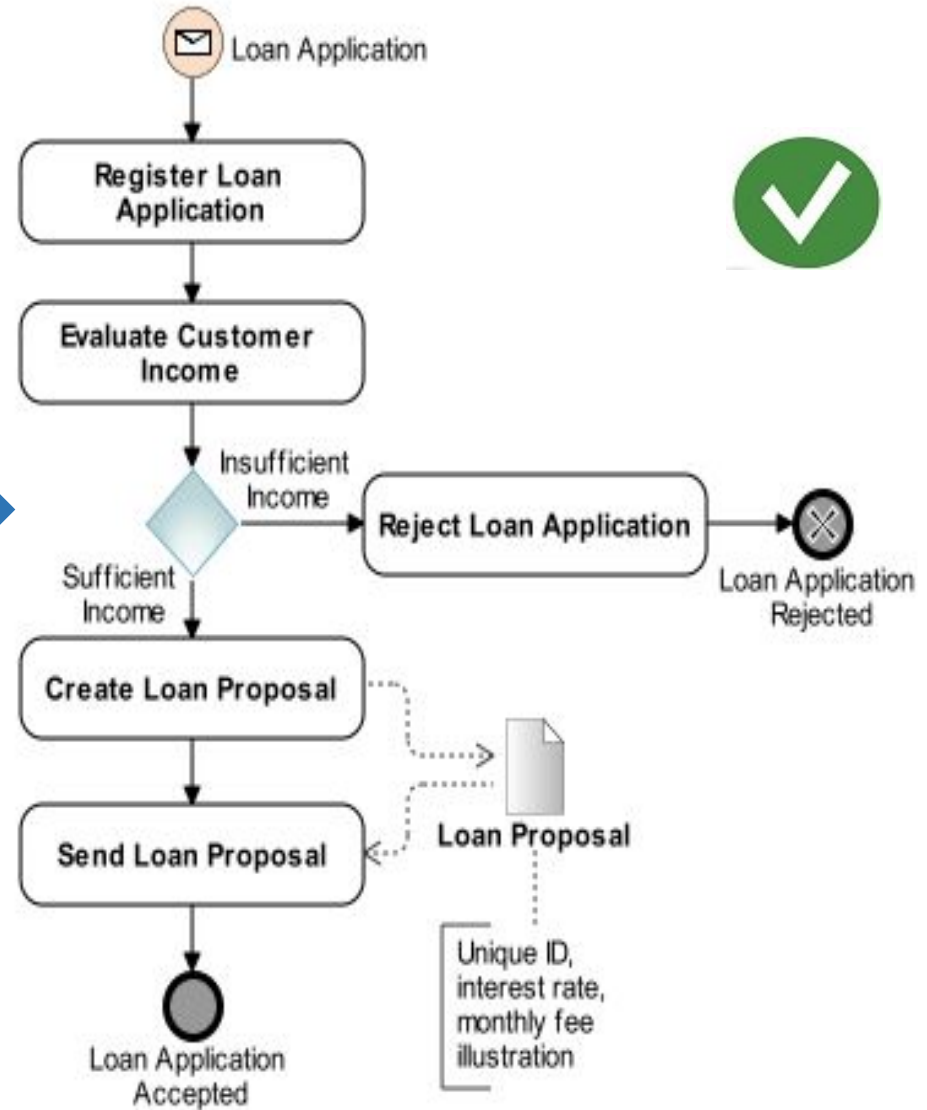 Loan Application
Register Loan
Application
Evaluate Customer
Income
Insufficient
Income
Reject Loan Application
Loan Application
Rejected
Sufficient
Income
Create Loan Proposal
Loan Proposal
Send Loan Proposal
Unique ID,
interest rate,
monthly fee
illustration
Loan Application
Accepted